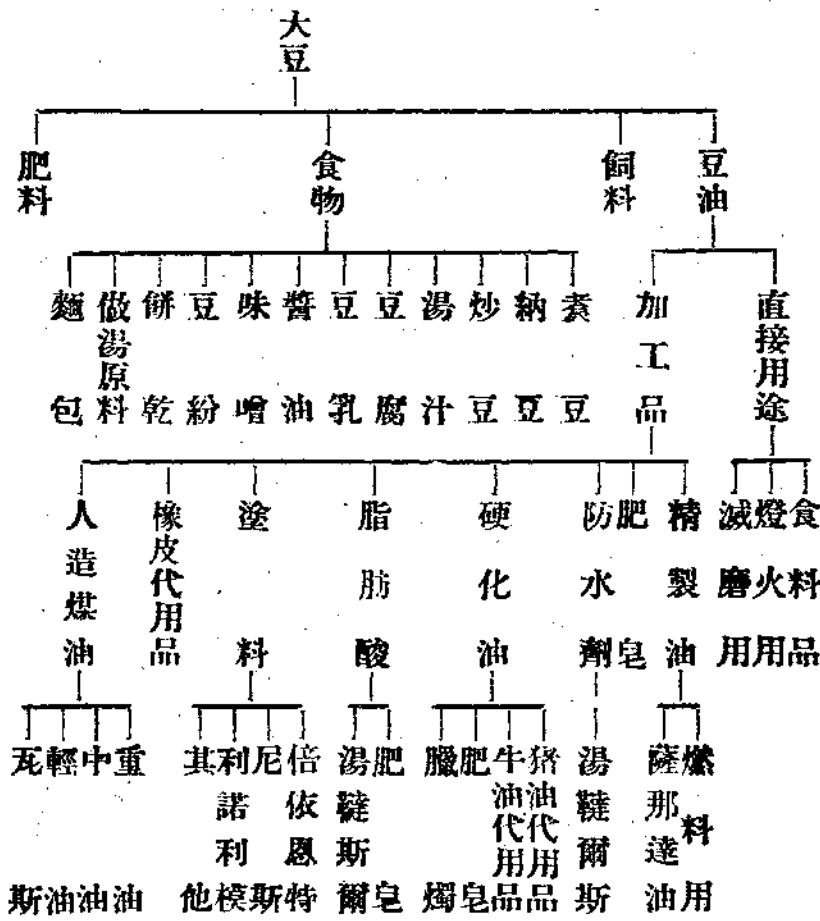 大豆
豆油
飼料
食物
肥料
直接用途
加工品
煮豆
納豆
炒豆
湯汁
豆腐
豆乳
醬油
味噌
豆紛
餅乾
做湯原料
麵包
食料品
燈火用
滅磨用
精製油
肥皂
防水劑
硬化油
脂肪酸
塗料
橡皮代用品
人造煤油
燃料用
薩那達油
湯韃爾斯
猪油代用品
牛油代用品
肥皂
臘燭
肥皂
湯韃斯爾
倍依恩特
尼斯
利諾利模
其他
重油
中油
輕油
瓦斯